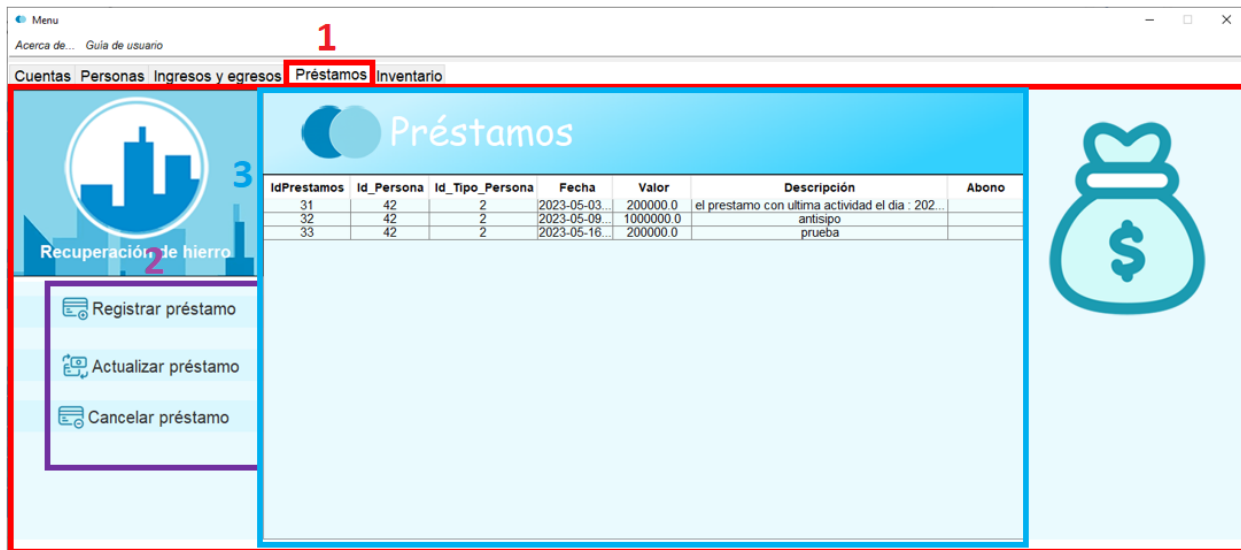 Menu
Acerca de... Guía de usuario
1
Cuentas Personas Ingresos y egresos Préstamos Inventario
Préstamos
3
IdPrestamos Id_Persona Id_Tipo_Persona Fecha Valor Descripción Abono
31 42 2 2023-05-03... 200000.0 el prestamo con ultima actividad el dia : 202...
32 42 2 2023-05-09... 1000000.0 antisipo
33 42 2 2023-05-16... 200000.0 prueba
Recuperación de hierro
2
Registrar préstamo
Actualizar préstamo
Cancelar préstamo
$